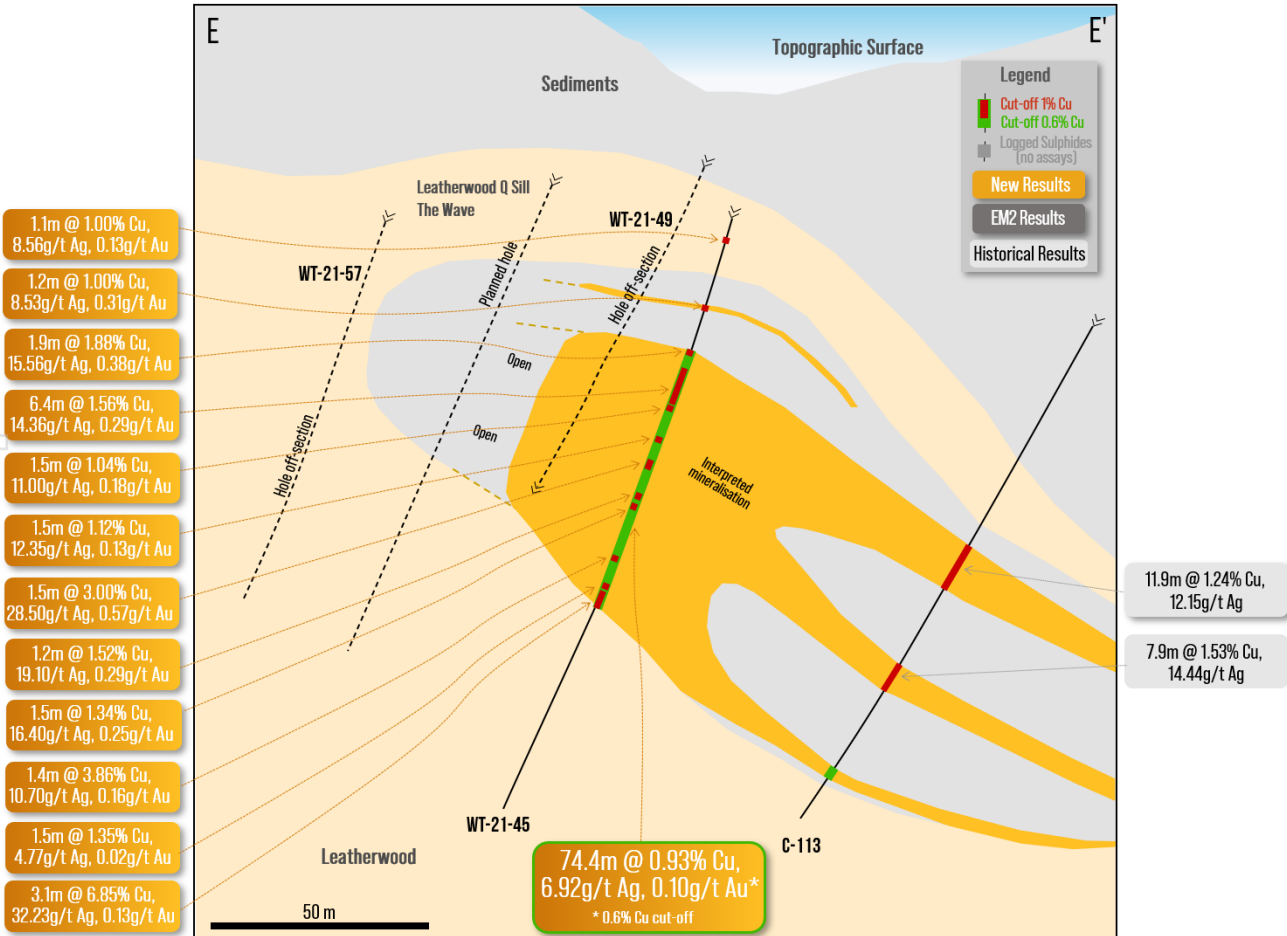 E
E'
Topographic Surface
Sediments
Legend
Cut-off 1% Cu
Cut-off 0.6% Cu
Logged Sulphides
(no assays)
New Results
EM2 Results
Historical Results
Leatherwood Q Sill
The Wave
WT-21-49
WT-21-57
Planned hole
Hole off-section
Hole off-section
Open
Open
Interpreted
mineralisation
1.1m @ 1.00% Cu,
8.56g/t Ag, 0.13g/t Au
1.2m @ 1.00% Cu,
8.53g/t Ag, 0.31g/t Au
1.9m @ 1.88% Cu,
15.56g/t Ag, 0.38g/t Au
6.4m @ 1.56% Cu,
14.36g/t Ag, 0.29g/t Au
1.5m @ 1.04% Cu,
11.00g/t Ag, 0.18g/t Au
1.5m @ 1.12% Cu,
12.35g/t Ag, 0.13g/t Au
1.5m @ 3.00% Cu,
28.50g/t Ag, 0.57g/t Au
1.2m @ 1.52% Cu,
19.10/t Ag, 0.29g/t Au
1.5m @ 1.34% Cu,
16.40g/t Ag, 0.25g/t Au
1.4m @ 3.86% Cu,
10.70g/t Ag, 0.16g/t Au
1.5m @ 1.35% Cu,
4.77g/t Ag, 0.02g/t Au
3.1m @ 6.85% Cu,
32.23g/t Ag, 0.13g/t Au
11.9m @ 1.24% Cu,
12.15g/t Ag
7.9m @ 1.53% Cu,
14.44g/t Ag
WT-21-45
C-113
Leatherwood
74.4m @ 0.93% Cu,
6.92g/t Ag, 0.10g/t Au*
* 0.6% Cu cut-off
50 m